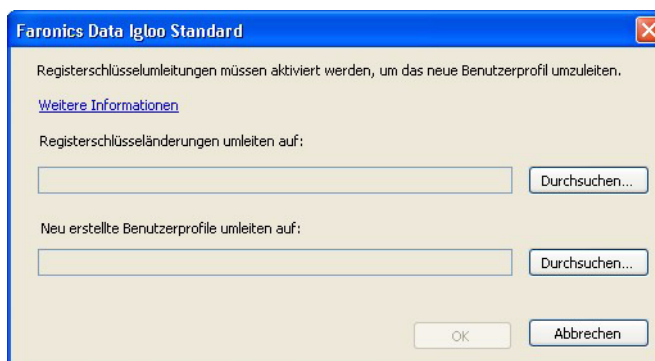 Faronics Data Igloo Standard
Registerschlüsselumleitungen müssen aktiviert werden, um das neue Benutzerprofil umzuleiten.
Weitere Informationen
Registerschlüsseländerungen umleiten auf:
Durchsuchen...
Neu erstellte Benutzerprofile umleiten auf:
Durchsuchen...
OK
Abbrechen